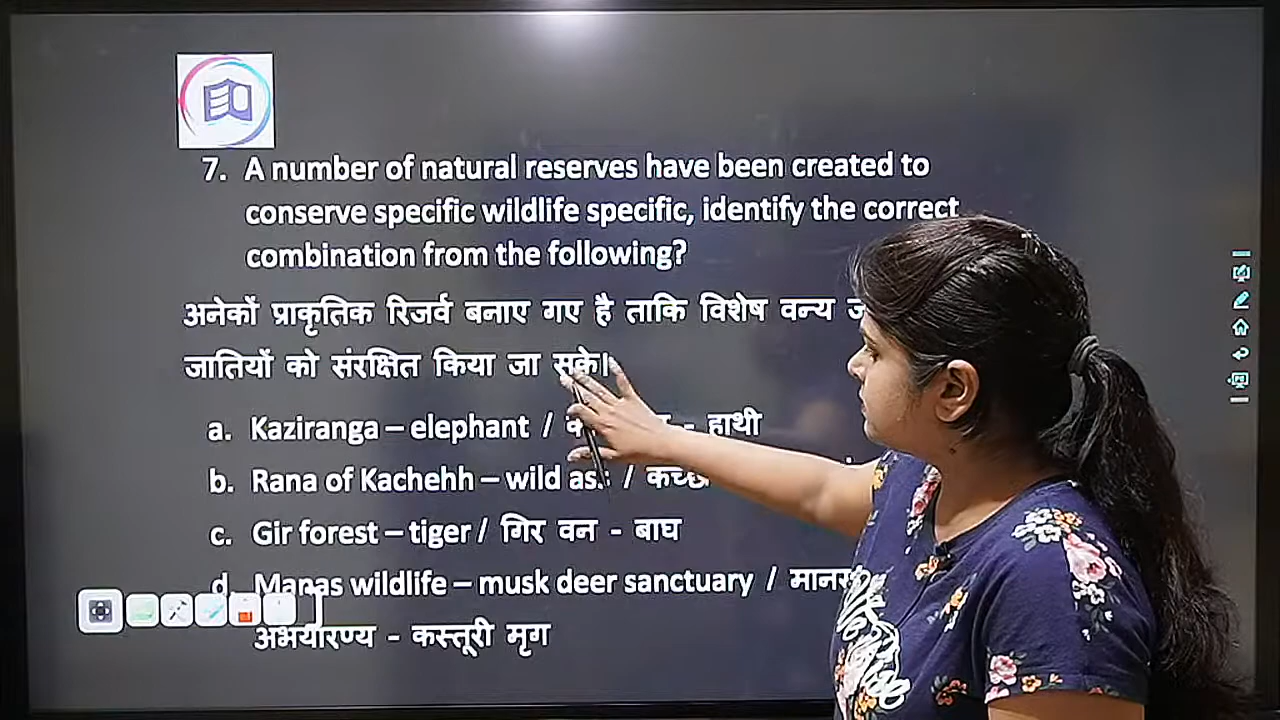 7. A number of natural reserves have been created to
conserve specific wildlife specific, identify the correct
combination from the following?
अनेकों प्राकृतिक रिजर्व बनाए गए है ताकि विशेष वन्य
जातियों को संरक्षित किया जा सके।
a. Kaziranga – elephant / - हाथी
b. Rana of Kachehh – wild ass / कच्छ
c. Gir forest – tiger / गिर वन - बाघ
d. Manas wildlife – musk deer sanctuary /
अभयारण्य - कस्तूरी मृग